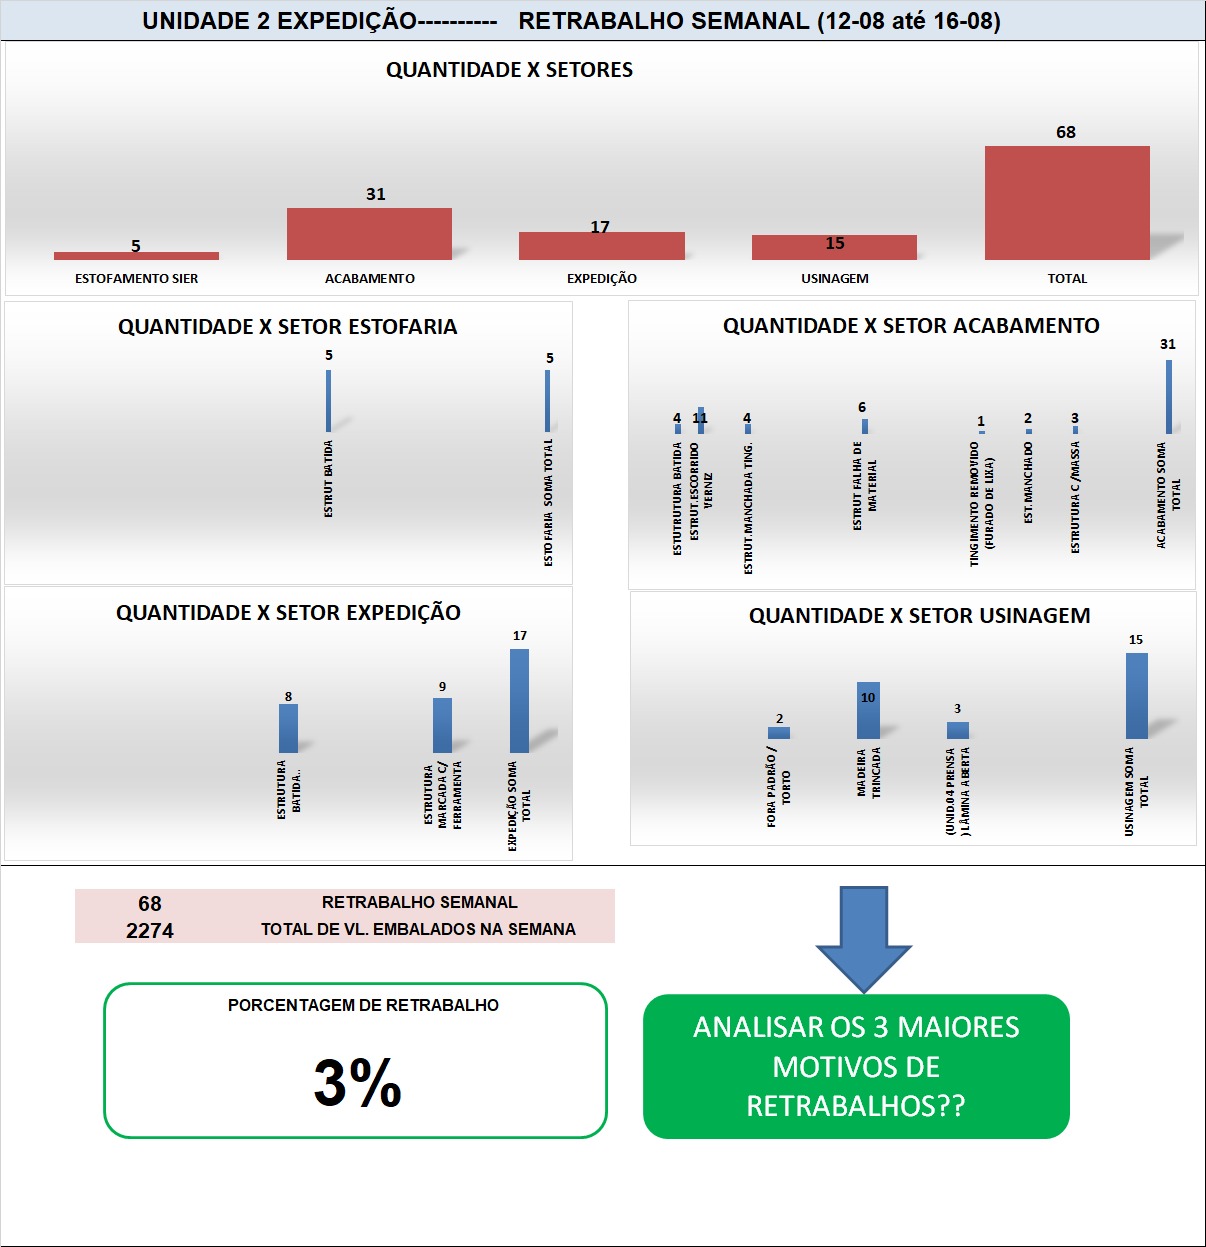 UNIDADE 2 EXPEDIÇÃO---------- RETRABALHO SEMANAL (12-08 até 16-08)
QUANTIDADE X SETORES
5
31
17
15
68
ESTOFAMENTO SIER
ACABAMENTO
EXPEDIÇÃO
USINAGEM
TOTAL
QUANTIDADE X SETOR ESTOFARIA
5
5
ESTRUT BATIDA
ESTOFARIA SOMA TOTAL
QUANTIDADE X SETOR ACABAMENTO
4
11
4
6
1
2
3
31
ESTUTRUTURA BATIDA
ESTRUT.ESCORRIDO
VERNIZ
ESTRUT.MANCHADA TING.
ESTRUT FALHA DE
MATERIAL
TINGIMENTO REMOVIDO
(FURADO DE LIXA)
EST.MANCHADO
ESTRUTURA C /MASSA
ACABAMENTO SOMA
TOTAL
QUANTIDADE X SETOR EXPEDIÇÃO
8
9
17
ESTRUTURA
BATIDA..
ESTRUTURA
MARCADA C/
FERRAMENTA
EXPEDIÇÃO SOMA
TOTAL
QUANTIDADE X SETOR USINAGEM
2
10
3
15
FORA PADRÃO /
TORTO
MADEIRA
TRINCADA
(UNID.04 PRENSA
) LÂMINA ABERTA
USINAGEM SOMA
TOTAL
68 RETRABALHO SEMANAL
2274 TOTAL DE VL. EMBALADOS NA SEMANA
PORCENTAGEM DE RETRABALHO
3%
ANALISAR OS 3 MAIORES
MOTIVOS DE
RETRABALHOS??